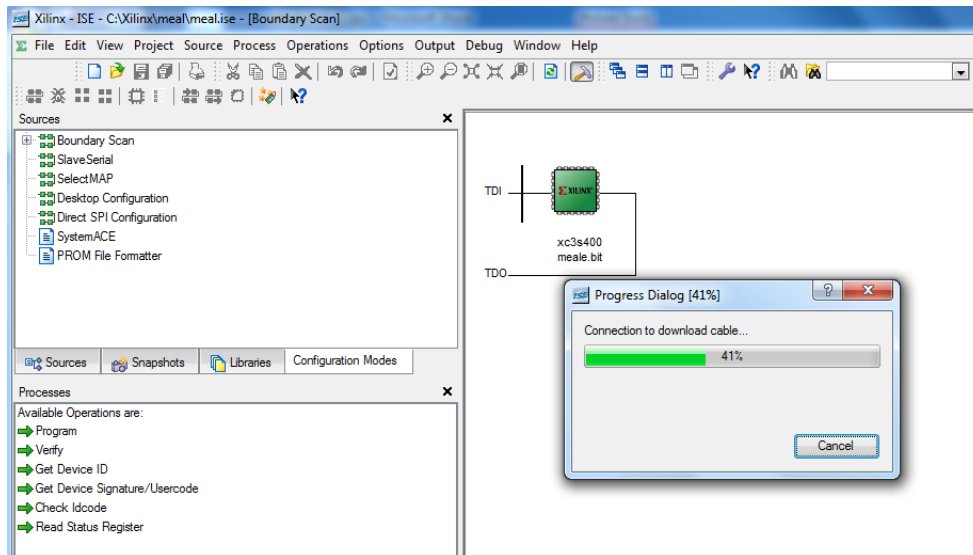 Xilinx - ISE - C:\Xilinx\meal\meal.ise - [Boundary Scan]
File Edit View Project Source Process Operations Options Output Debug Window Help
Sources
Boundary Scan
SlaveSerial
SelectMAP
Desktop Configuration
Direct SPI Configuration
SystemACE
PROM File Formatter
Sources Snapshots Libraries Configuration Modes
Processes
Available Operations are:
Program
Verify
Get Device ID
Get Device Signature/Usercode
Check Idcode
Read Status Register
TDI
XILINX
xc3s400
meale.bit
TDO
ISE Progress Dialog [41%]
Connection to download cable...
41%
Cancel